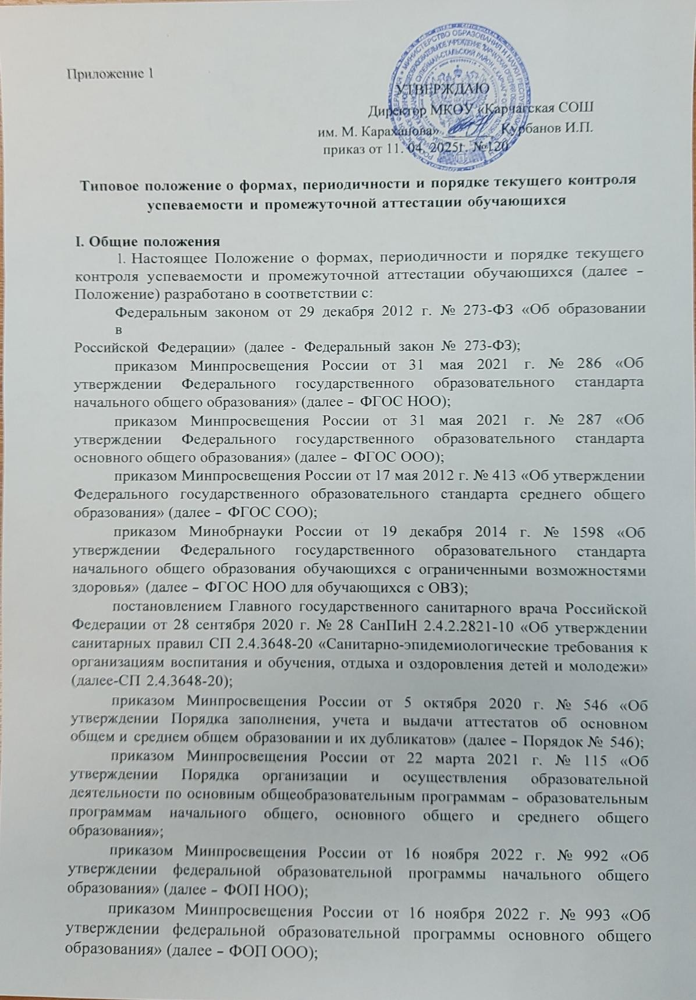 Приложение 1
УТВЕРЖДАЮ
Директор МКОУ «Карчагская СОШ
им. М. Караханова» Курбанов И.П.
приказ от 11. 04. 2025г. №120
Типовое положение о формах, периодичности и порядке текущего контроля
успеваемости и промежуточной аттестации обучающихся
I. Общие положения
1. Настоящее Положение о формах, периодичности и порядке текущего
контроля успеваемости и промежуточной аттестации обучающихся (далее –
Положение) разработано в соответствии с:
Федеральным законом от 29 декабря 2012 г. № 273-ФЗ «Об образовании
в
Российской Федерации» (далее - Федеральный закон № 273-ФЗ);
приказом Минпросвещения России от 31 мая 2021 г. № 286 «Об
утверждении Федерального государственного образовательного стандарта
начального общего образования» (далее – ФГОС НОО);
приказом Минпросвещения России от 31 мая 2021 г. № 287 «Об
утверждении Федерального государственного образовательного стандарта
основного общего образования» (далее – ФГОС ООО);
приказом Минпросвещения России от 17 мая 2012 г. № 413 «Об утверждении
Федерального государственного образовательного стандарта среднего общего
образования» (далее – ФГОС СОО);
приказом Минобрнауки России от 19 декабря 2014 г. № 1598 «Об
утверждении Федерального государственного образовательного стандарта
начального общего образования обучающихся с ограниченными возможностями
здоровья» (далее – ФГОС НОО для обучающихся с ОВЗ);
постановлением Главного государственного санитарного врача Российской
Федерации от 28 сентября 2020 г. № 28 СанПиН 2.4.2.2821-10 «Об утверждении
санитарных правил СП 2.4.3648-20 «Санитарно-эпидемиологические требования к
организациям воспитания и обучения, отдыха и оздоровления детей и молодежи»
(далее-СП 2.4.3648-20);
приказом Минпросвещения России от 5 октября 2020 г. № 546 «Об
утверждении Порядка заполнения, учета и выдачи аттестатов об основном
общем и среднем общем образовании и их дубликатов» (далее – Порядок № 546);
приказом Минпросвещения России от 22 марта 2021 г. № 115 «Об
утверждении Порядка организации и осуществления образовательной
деятельности по основным общеобразовательным программам – образовательным
программам начального общего, основного общего и среднего общего
образования»;
приказом Минпросвещения России от 16 ноября 2022 г. № 992 «Об
утверждении федеральной образовательной программы начального общего
образования» (далее – ФОП НОО);
приказом Минпросвещения России от 16 ноября 2022 г. № 993 «Об
утверждении федеральной образовательной программы основного общего
образования» (далее – ФОП ООО);